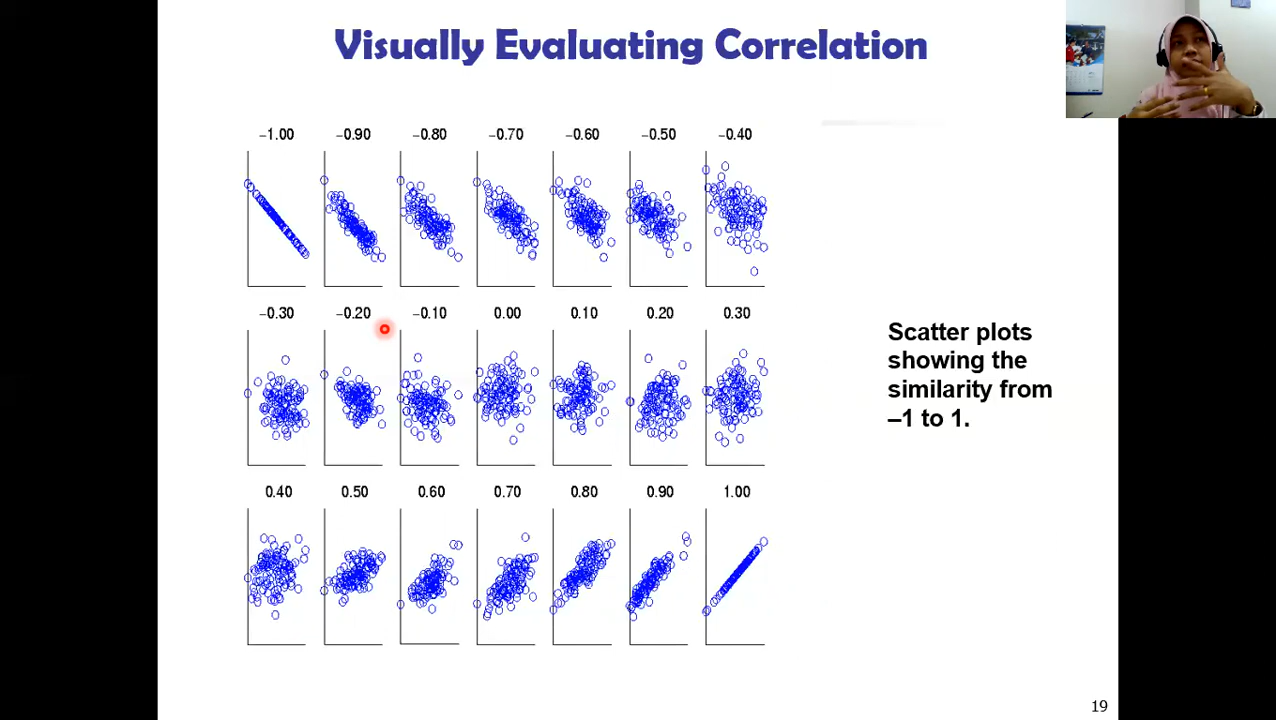 Visually Evaluating Correlation
−1.00 −0.90 −0.80 −0.70 −0.60 −0.50 −0.40
−0.30 −0.20 −0.10 0.00 0.10 0.20 0.30
0.40 0.50 0.60 0.70 0.80 0.90 1.00
Scatter plots
showing the
similarity from
–1 to 1.
19